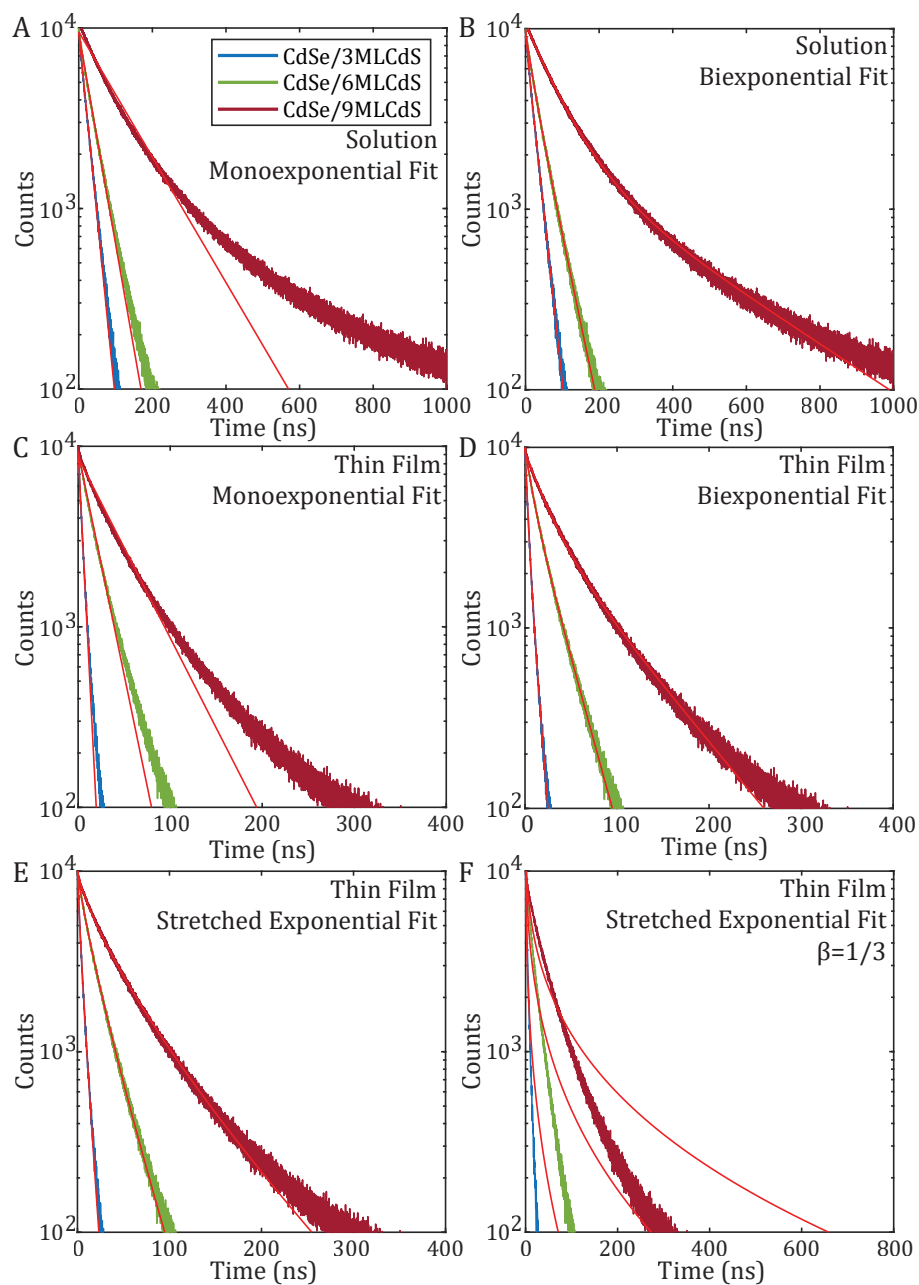 A
CdSe/3MLCdS
CdSe/6MLCdS
CdSe/9MLCdS
Solution
Monoexponential Fit
10⁴
10³
10²
Counts
0 200 400 600 800 1000
Time (ns)
B
Solution
Biexponential Fit
10⁴
10³
10²
Counts
0 200 400 600 800 1000
Time (ns)
C
Thin Film
Monoexponential Fit
10⁴
10³
10²
Counts
0 100 200 300 400
Time (ns)
D
Thin Film
Biexponential Fit
10⁴
10³
10²
Counts
0 100 200 300 400
Time (ns)
E
Thin Film
Stretched Exponential Fit
10⁴
10³
10²
Counts
0 100 200 300 400
Time (ns)
F
Thin Film
Stretched Exponential Fit
β=1/3
10⁴
10³
10²
Counts
0 200 400 600 800
Time (ns)